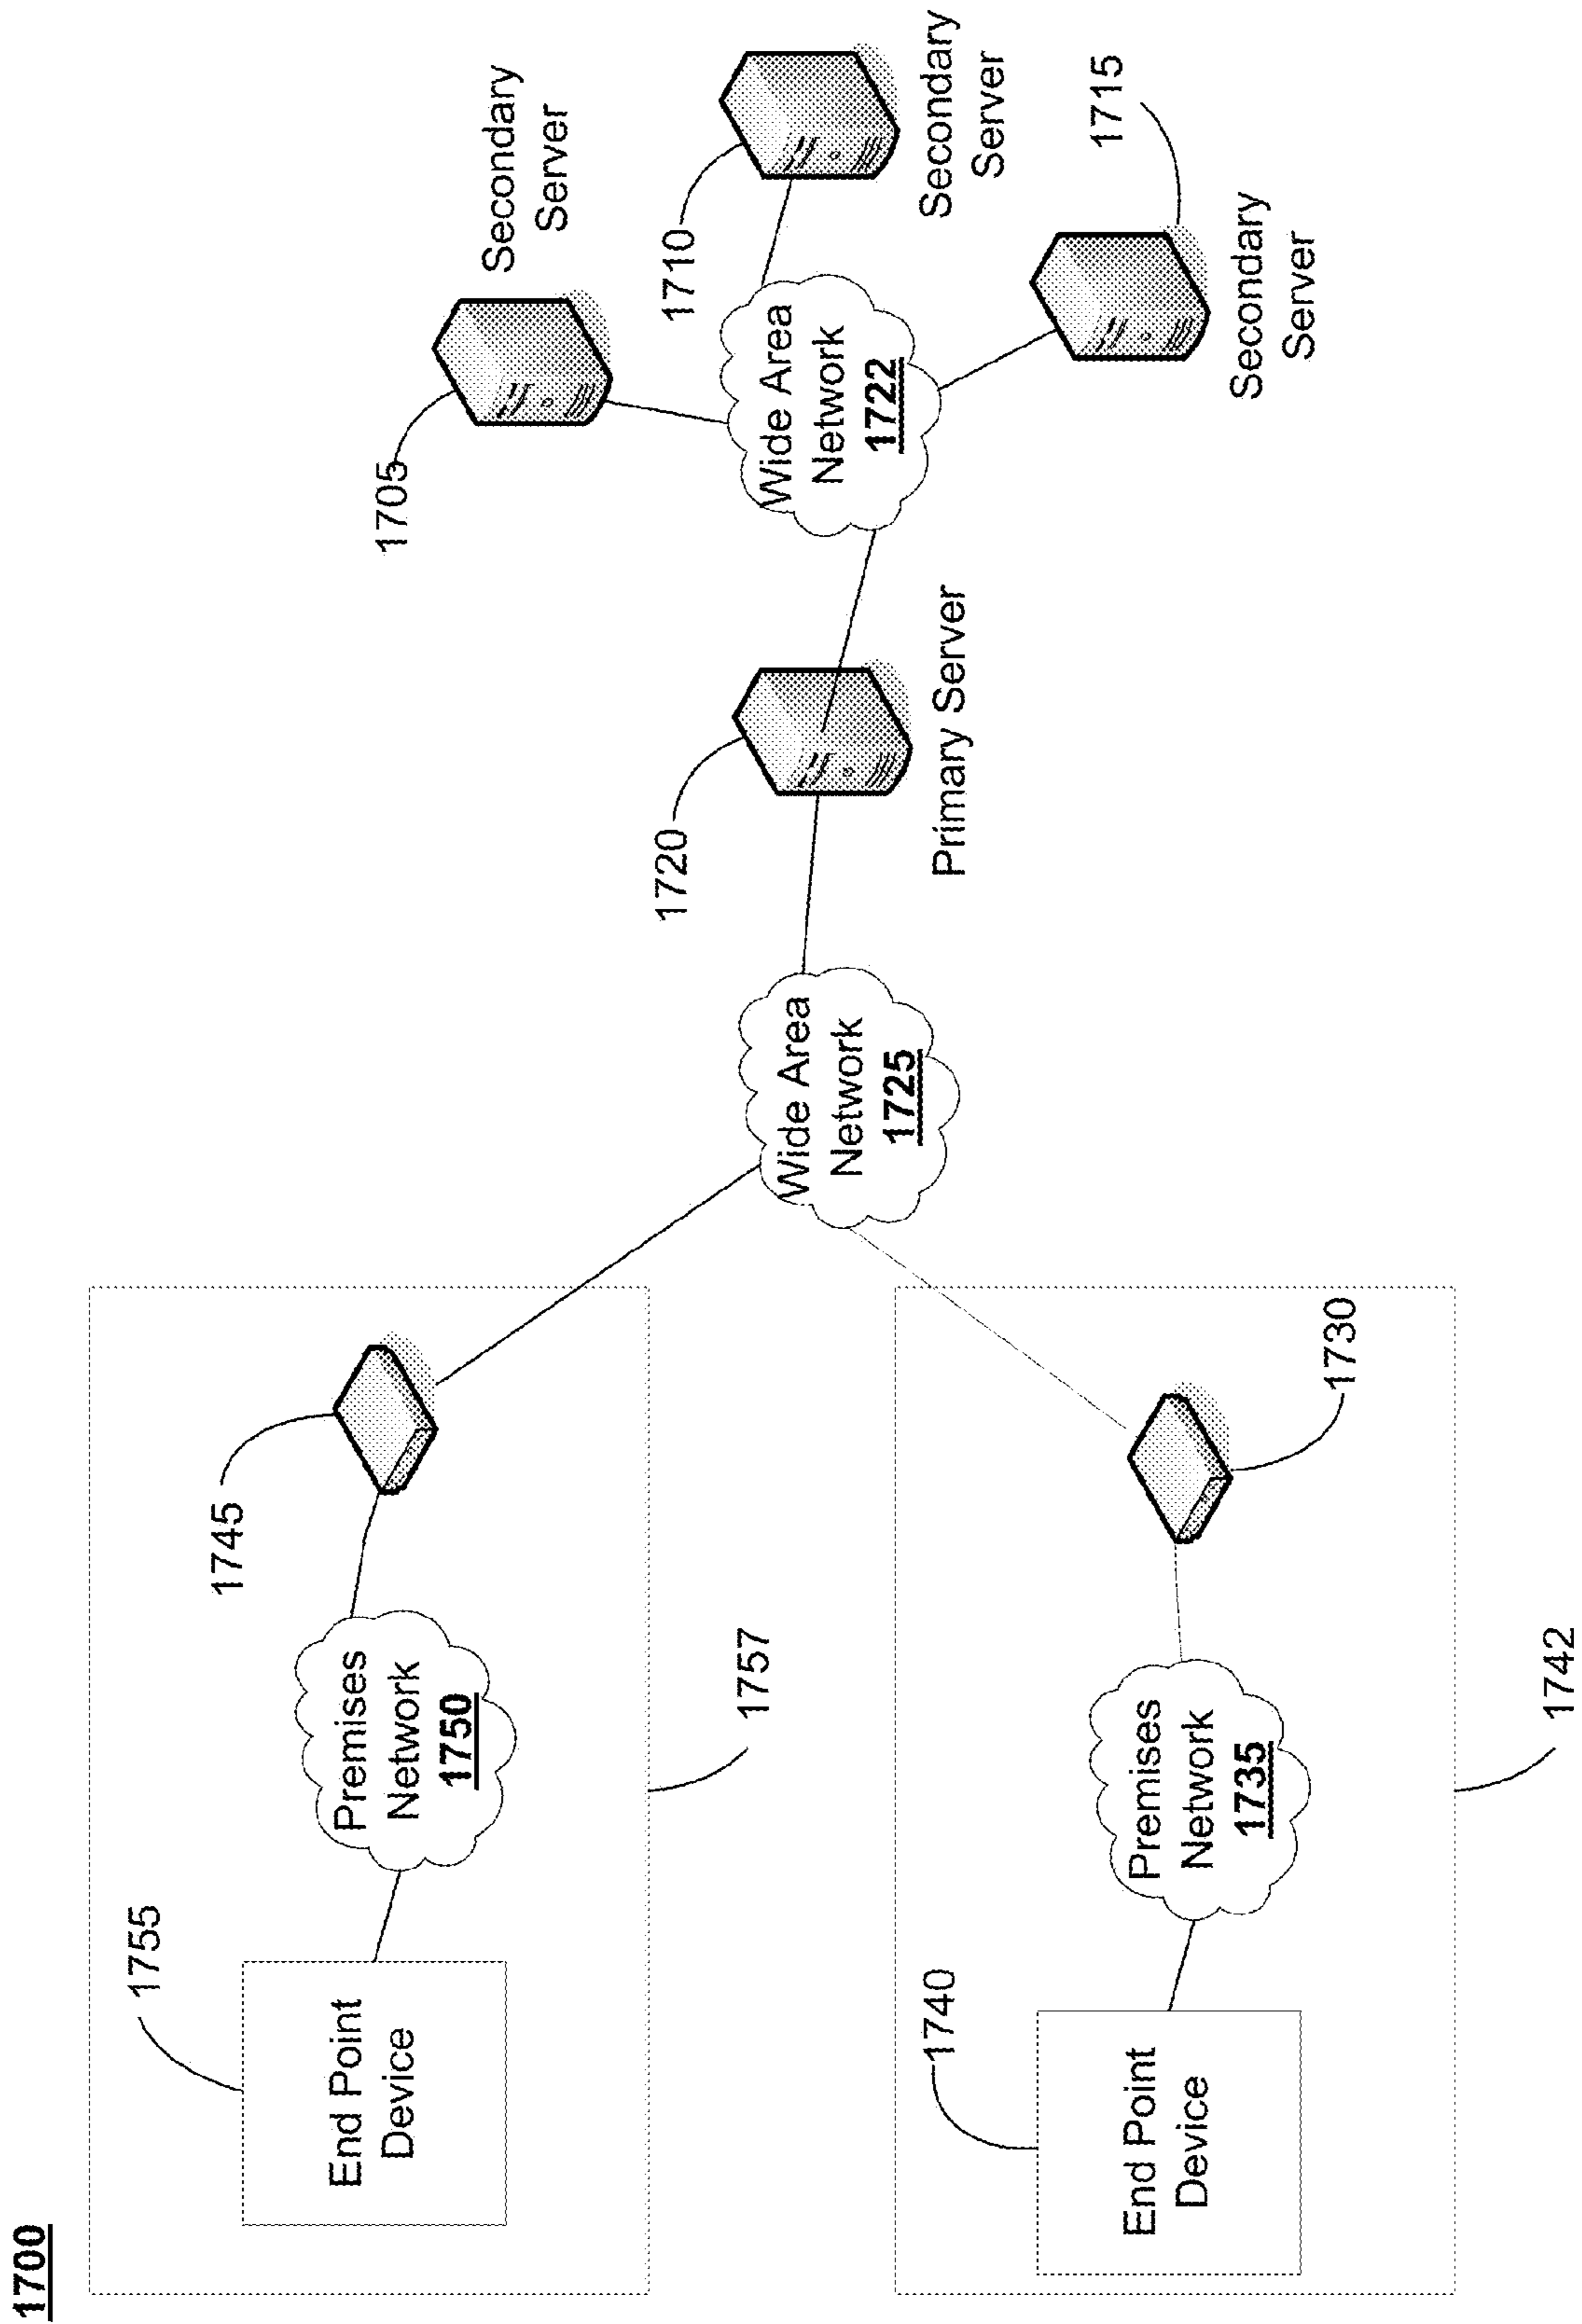 1700
1755
End Point
Device
Premises
Network
1750
1745
1757
1740
End Point
Device
Premises
Network
1735
1730
1742
Wide Area
Network
1725
1720
Primary Server
1705
Secondary
Server
1710
Wide Area
Network
1722
Secondary
Server
1715
Secondary
Server